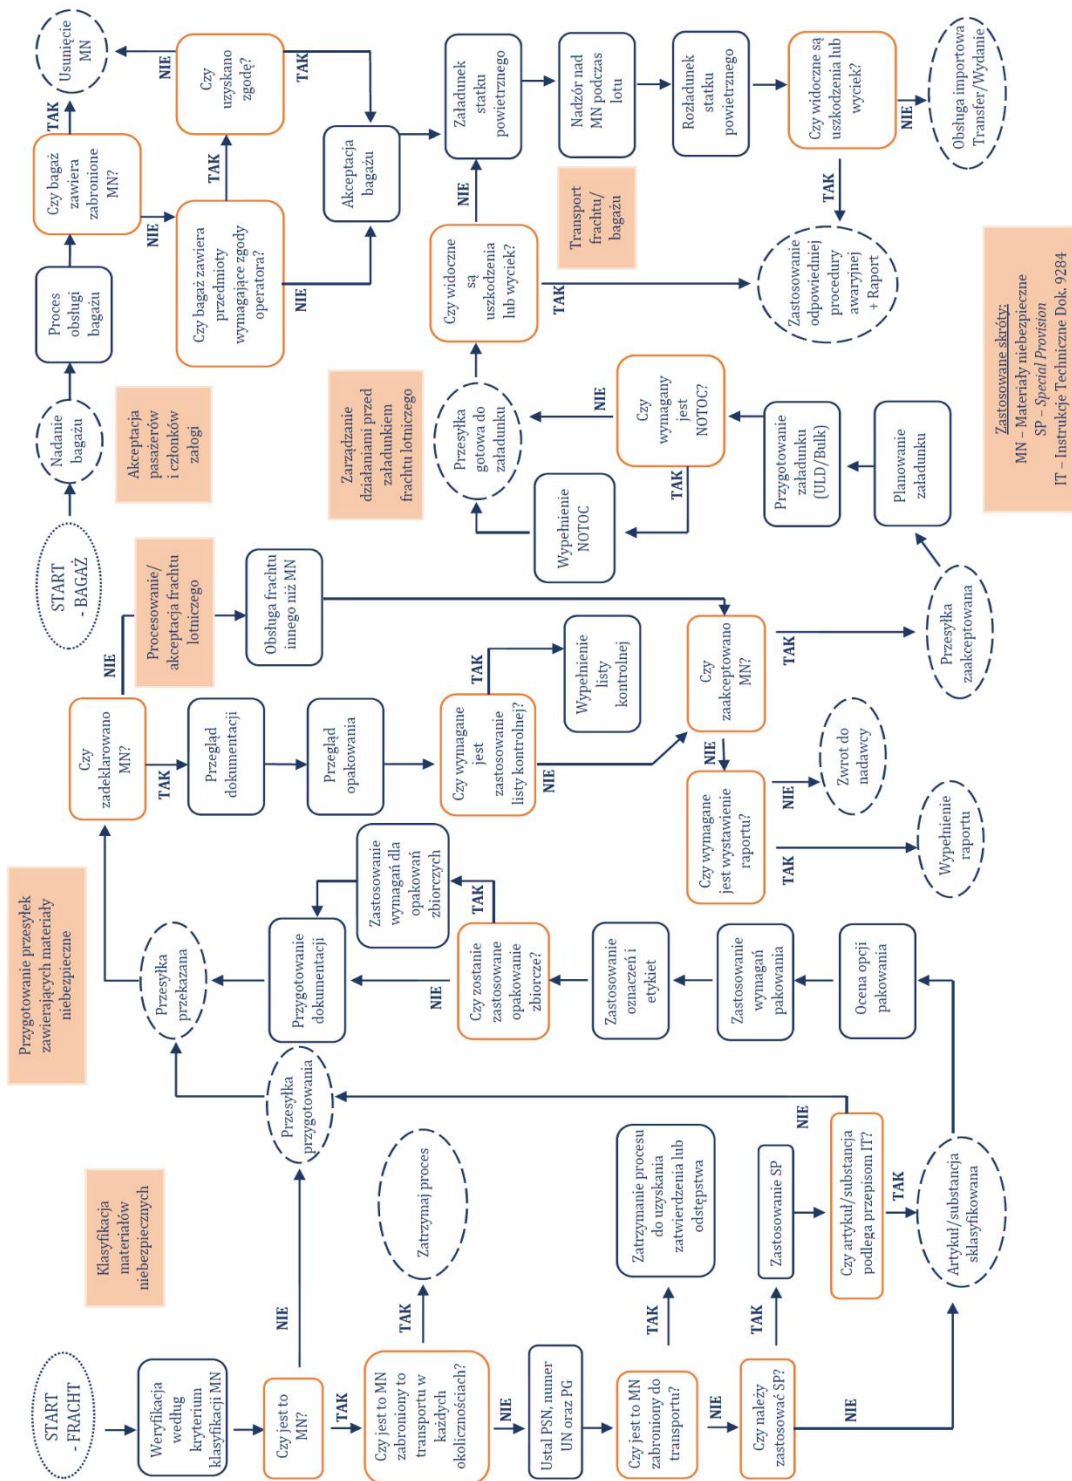 START
- FRACHT
Weryfikacja
według
kryterium
klasyfikacji MN
Czy jest to
MN?
NIE
TAK
Czy jest to MN
zabroniony to
transportu w
każdych
okolicznościach?
TAK
Zatrzymaj proces
NIE
Ustal PSN, numer
UN oraz PG
Czy jest to MN
zabroniony do
transportu?
TAK
Zatrzymanie procesu
do uzyskania
zatwierdzenia lub
odstępstwa
NIE
Czy należy
zastosować SP?
TAK
Zastosowanie SP
NIE
Czy artykuł/substancja
podlega przepisom IT?
NIE
TAK
Artykuł/substancja
sklasyfikowana
Klasyfikacja
materiałów
niebezpiecznych
Przygotowanie przesyłek
zawierających materiały
niebezpieczne
Przesyłka
przygotowania
Przesyłka
przekazana
Przygotowanie
dokumentacji
Zastosowanie
wymagań dla
opakowań
zbiorczych
NIE
TAK
Czy zostanie
zastosowane
opakowanie
zbiorcze?
Zastosowanie
oznaczeń i
etykiet
Zastosowanie
wymagań
pakowania
Ocena opcji
pakowania
Czy
zadeklarowano
MN?
NIE
TAK
Procesowanie/
akceptacja frachtu
lotniczego
Obsługa frachtu
innego niż MN
Przegląd
dokumentacji
Przegląd
opakowania
Czy wymagane
jest
zastosowanie
listy kontrolnej?
TAK
Wypełnienie
listy
kontrolnej
NIE
Czy
zaakceptowano
MN?
NIE
TAK
Czy wymagane
jest wystawienie
raportu?
NIE
Zwrot do
nadawcy
TAK
Wypełnienie
raportu
Przesyłka
zaakceptowana
START
- BAGAŻ
Nadanie
bagażu
Proces
obsługi
bagażu
Czy bagaż
zawiera
zabronione
MN?
TAK
Usunięcie
MN
NIE
Czy bagaż zawiera
przedmioty
wymagające zgody
operatora?
TAK
Czy
uzyskano
zgodę?
NIE
TAK
NIE
Akceptacja
bagażu
Akceptacja
pasażerów
i członków
załogi
Zarządzanie
działaniami przed
załadunkiem
frachtu lotniczego
Planowanie
załadunku
Przygotowanie
załadunku
(ULD/Bulk)
Czy
wymagany jest
NOTOC?
NIE
TAK
Wypełnienie
NOTOC
Przesyłka
gotowa do
załadunku
Czy widoczne
są
uszkodzenia
lub wyciek?
NIE
TAK
Załadunek
statku
powietrznego
Nadzór nad
MN podczas
lotu
Rozładunek
statku
powietrznego
Czy widoczne są
uszkodzenia lub
wyciek?
TAK
NIE
Transport
frachtu/
bagażu
Zastosowanie
odpowiedniej
procedury
awaryjnej
+ Raport
Obsługa importowa
Transfer/Wydanie
Zastosowane skróty:
MN – Materiały niebezpieczne
SP – Special Provision
IT – Instrukcje Techniczne Dok. 9284